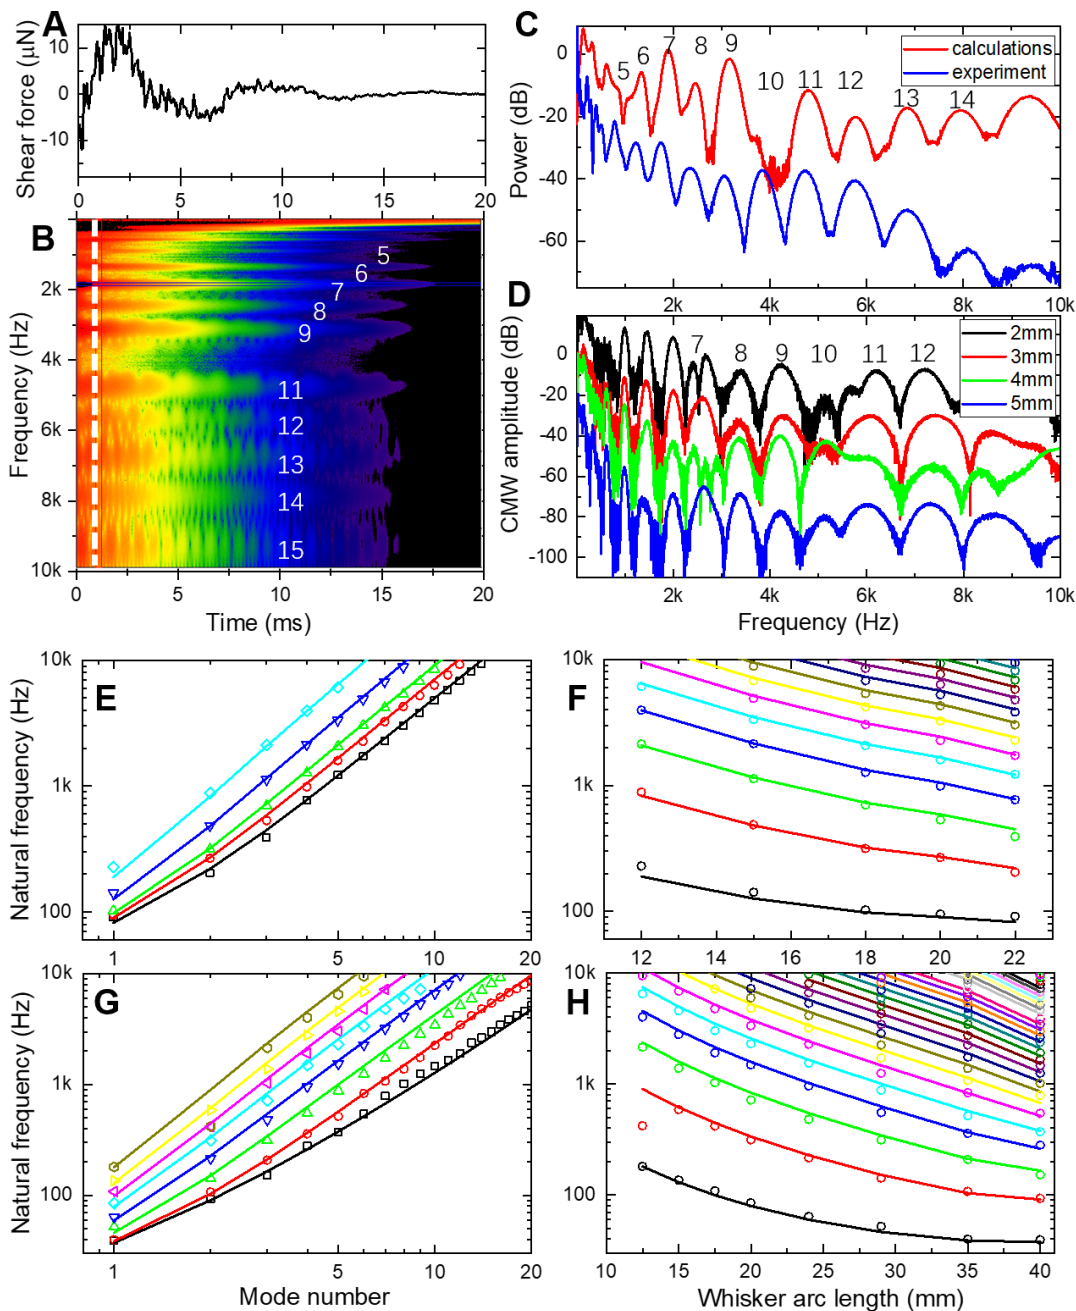 A
Shear force (µN)
10
0
-10
0
5
10
15
20
B
Frequency (Hz)
2k
4k
6k
8k
10k
5
6
7
8
9
11
12
13
14
15
0
5
10
15
20
Time (ms)
C
Power (dB)
0
-20
-40
-60
5
6
7
8
9
10
11
12
13
14
calculations
experiment
2k
4k
6k
8k
10k
D
CMW amplitude (dB)
0
-20
-40
-60
-80
-100
7
8
9
10
11
12
2mm
3mm
4mm
5mm
2k
4k
6k
8k
10k
Frequency (Hz)
E
Natural frequency (Hz)
10k
1k
100
1
5
10
20
F
10k
1k
100
12
14
16
18
20
22
G
Natural frequency (Hz)
10k
1k
100
1
5
10
20
Mode number
H
10k
1k
100
10
15
20
25
30
35
40
Whisker arc length (mm)